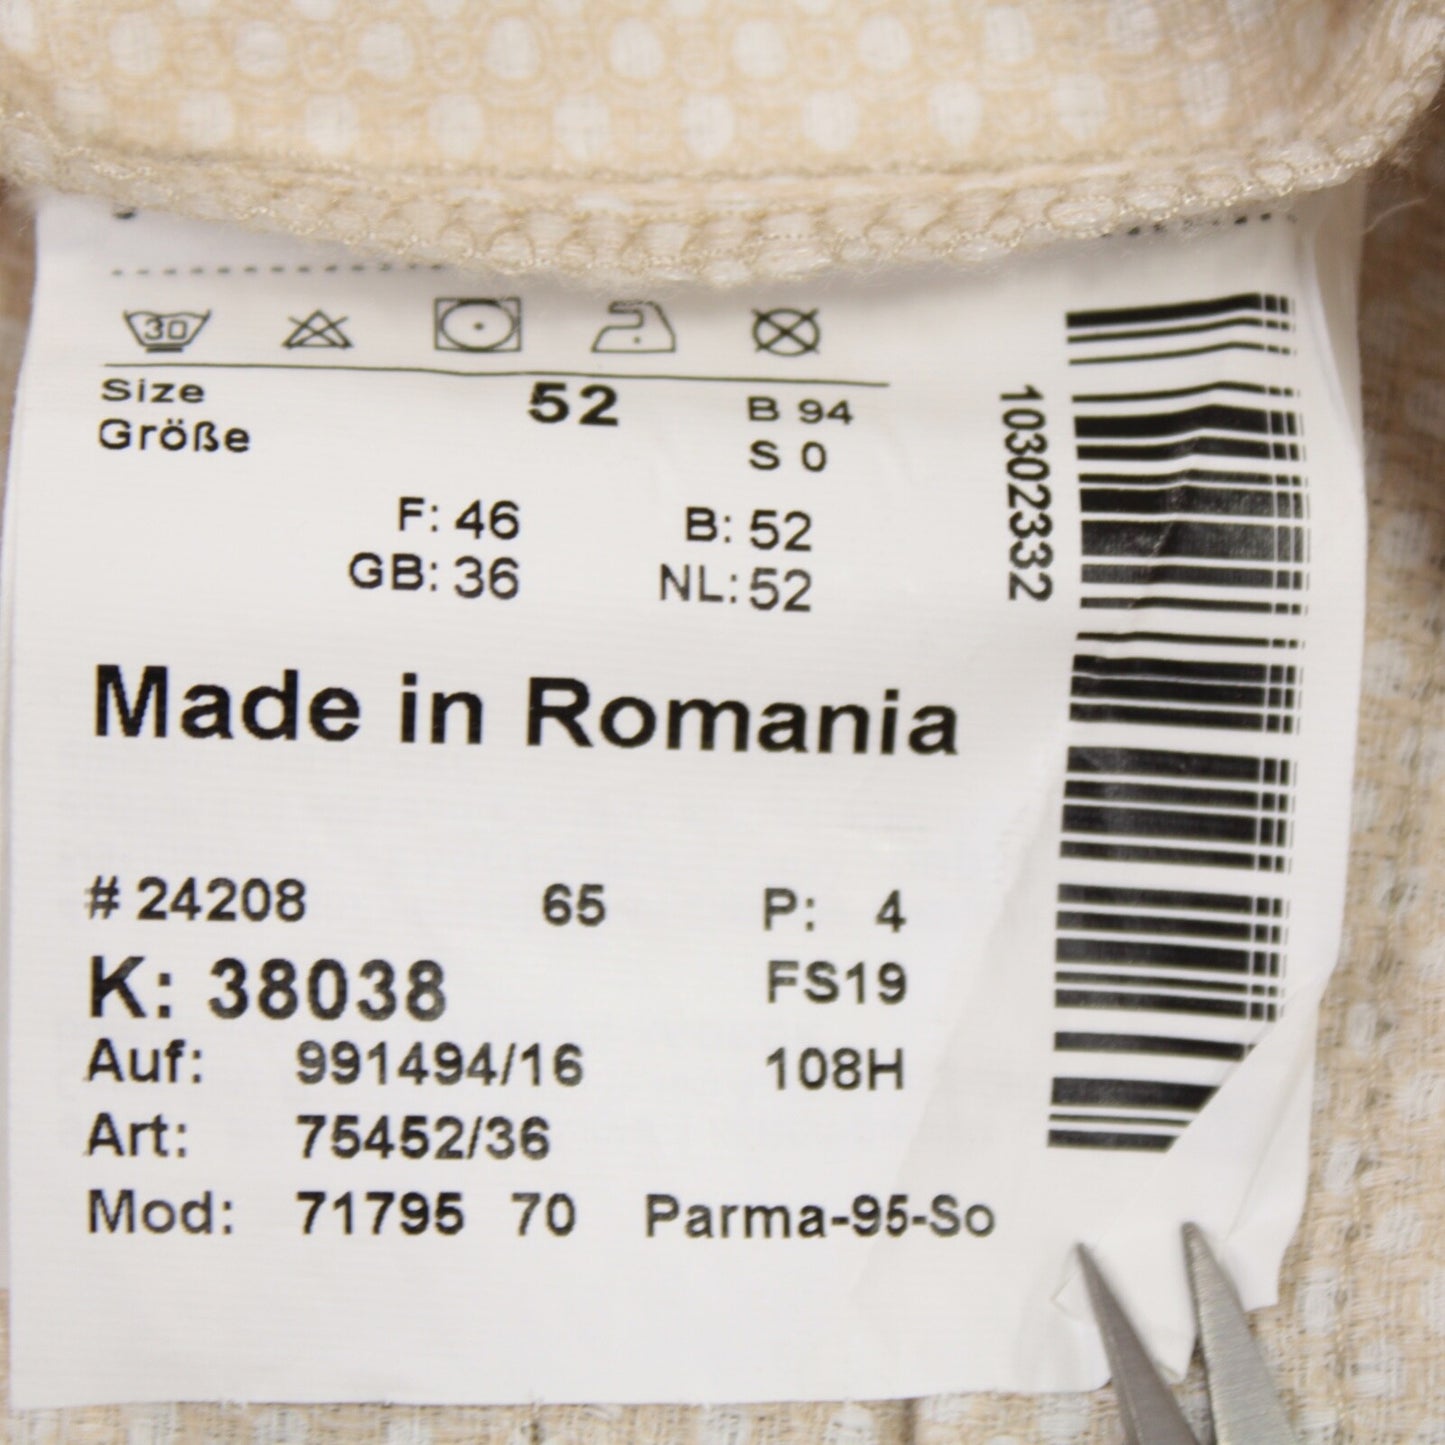 30
Size 52 B 94
Größe S 0
F: 46 B: 52
GB: 36 NL: 52
Made in Romania
# 24208 65 P: 4
K: 38038 FS19
Auf: 991494/16 108H
Art: 75452/36
Mod: 71795 70 Parma-95-So
10302332